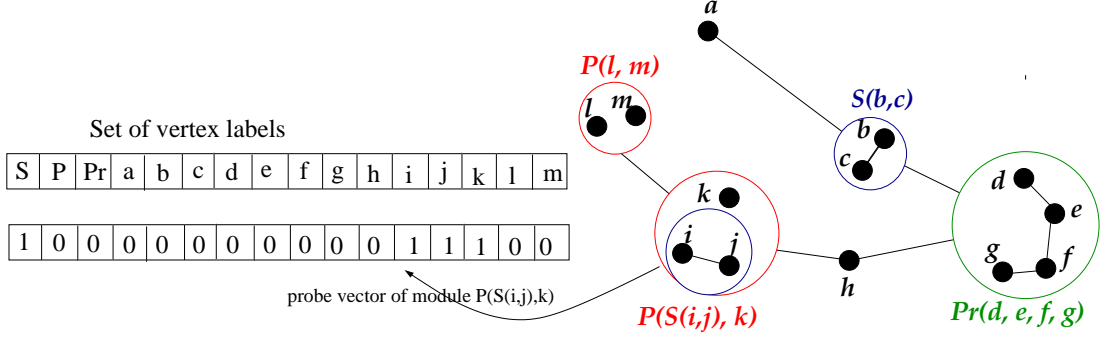 Set of vertex labels
S P Pr a b c d e f g h i j k l m
1 0 0 0 0 0 0 0 0 0 0 1 1 1 0 0
probe vector of module P(S(i,j),k)
a
P(l, m)
l m
S(b,c)
b
c
k
i j
P(S(i,j), k)
h
d
e
f
g
Pr(d, e, f, g)